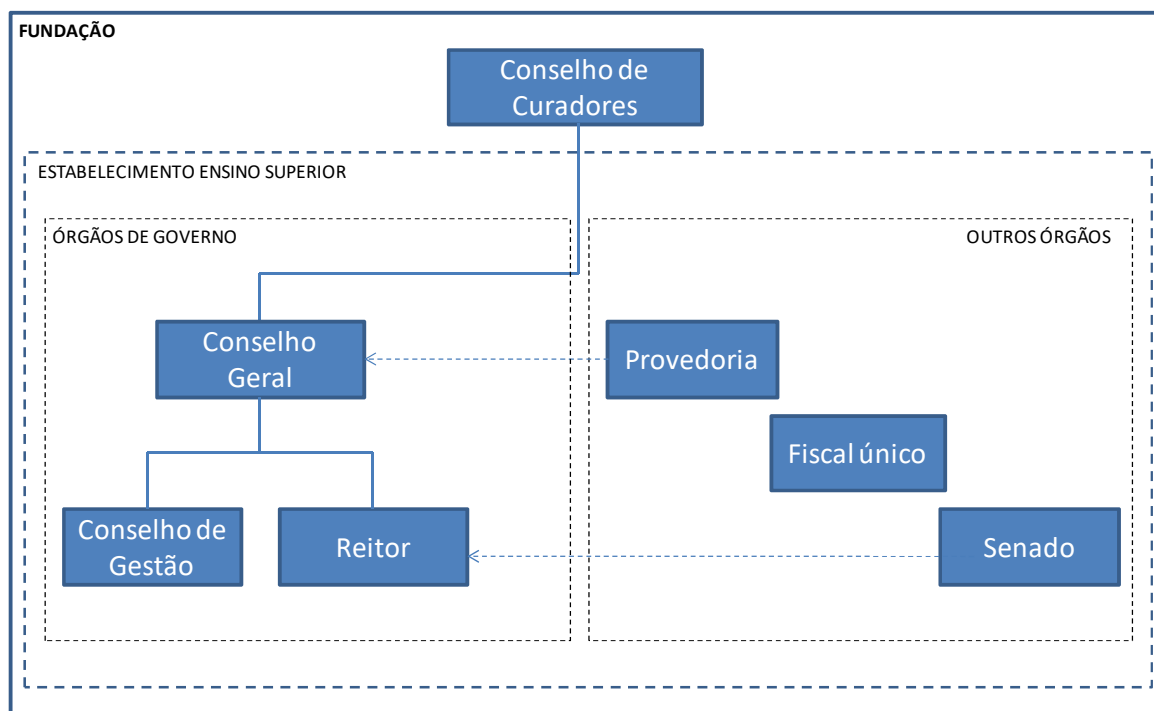 FUNDAÇÃO
Conselho de
Curadores
ESTABELECIMENTO ENSINO SUPERIOR
ÓRGÃOS DE GOVERNO
OUTROS ÓRGÃOS
Conselho
Geral
Provedoria
Fiscal único
Conselho de
Gestão
Reitor
Senado